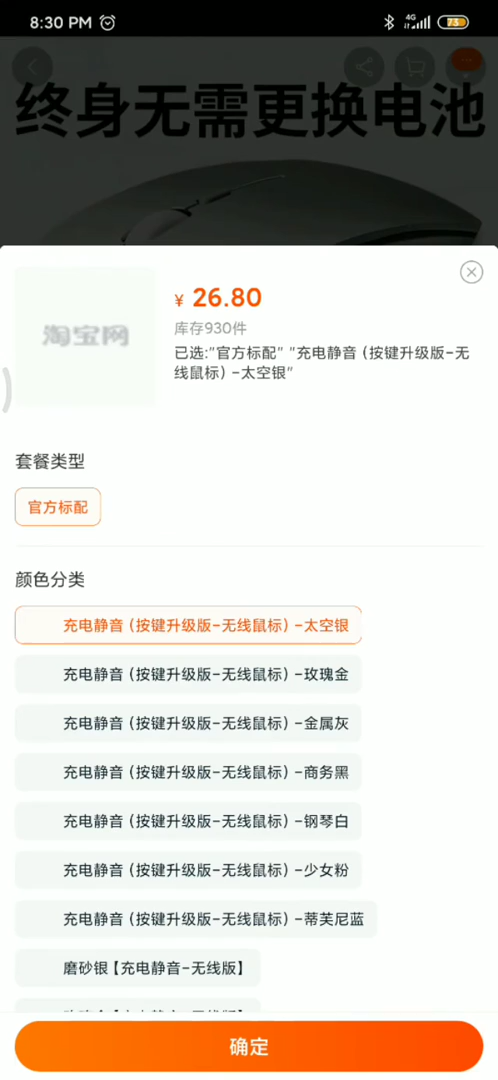 8:30 PM
4G
73
终身无需更换电池
淘宝网
¥ 26.80
库存930件
已选:"官方标配" "充电静音（按键升级版-无
线鼠标）-太空银"
套餐类型
官方标配
颜色分类
充电静音（按键升级版-无线鼠标）-太空银
充电静音（按键升级版-无线鼠标）-玫瑰金
充电静音（按键升级版-无线鼠标）-金属灰
充电静音（按键升级版-无线鼠标）-商务黑
充电静音（按键升级版-无线鼠标）-钢琴白
充电静音（按键升级版-无线鼠标）-少女粉
充电静音（按键升级版-无线鼠标）-蒂芙尼蓝
磨砂银【充电静音-无线版】
确定